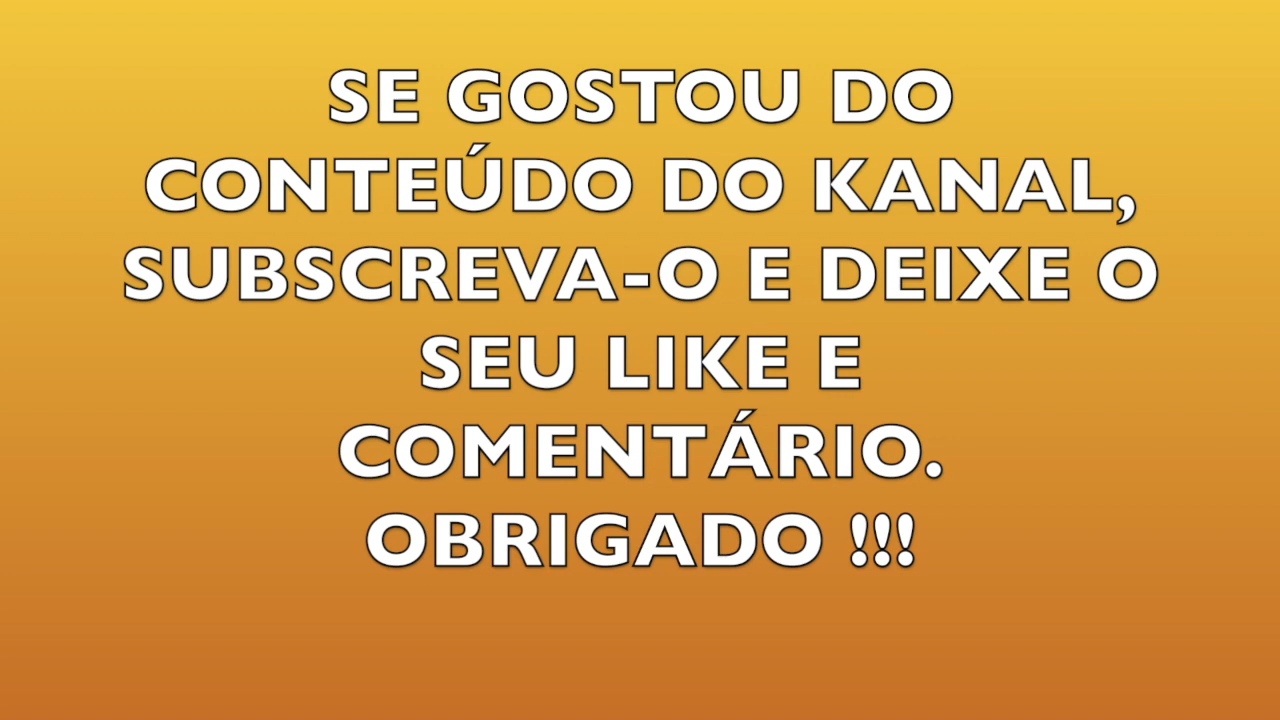 SE GOSTOU DO
CONTEÚDO DO KANAL,
SUBSCREVA-O E DEIXE O
SEU LIKE E
COMENTÁRIO.
OBRIGADO !!!